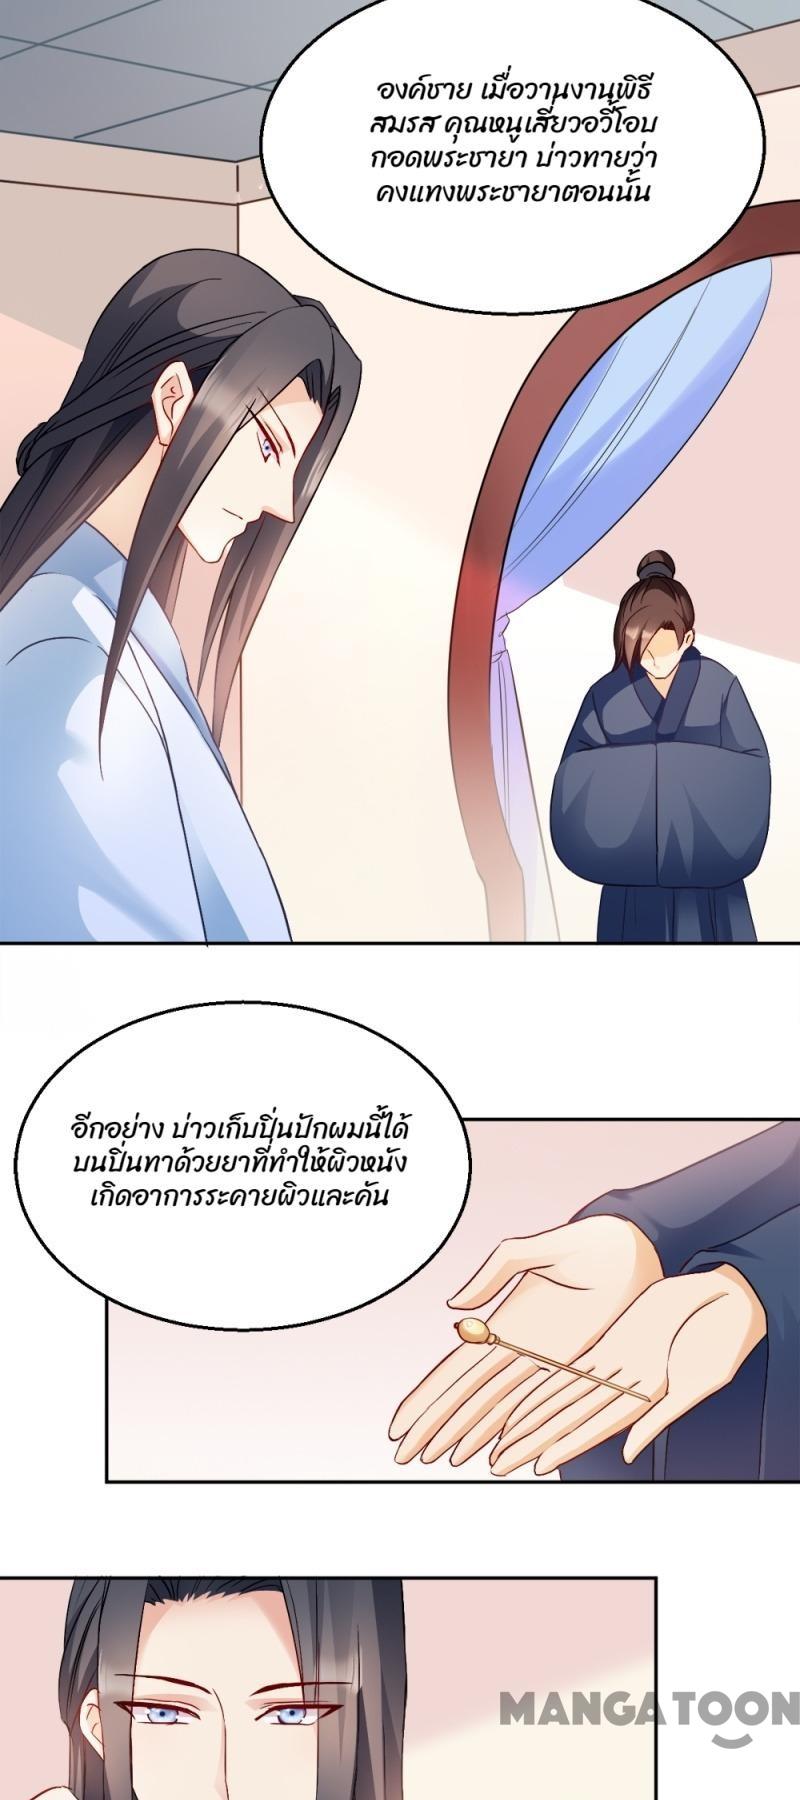 องค์ชาย เมื่อวานงานพิธี
สมรส คุณหนูเสี่ยวอวี้โอบ
กอดพระชายา บ่าวทายว่า
คงแทงพระชายาตอนนั้น
อีกอย่าง บ่าวเก็บปิ่นปักผมนี้ได้
บนปิ่นทาด้วยยาที่ทำให้ผิวหนัง
เกิดอาการระคายผิวและคัน
MANGATOON